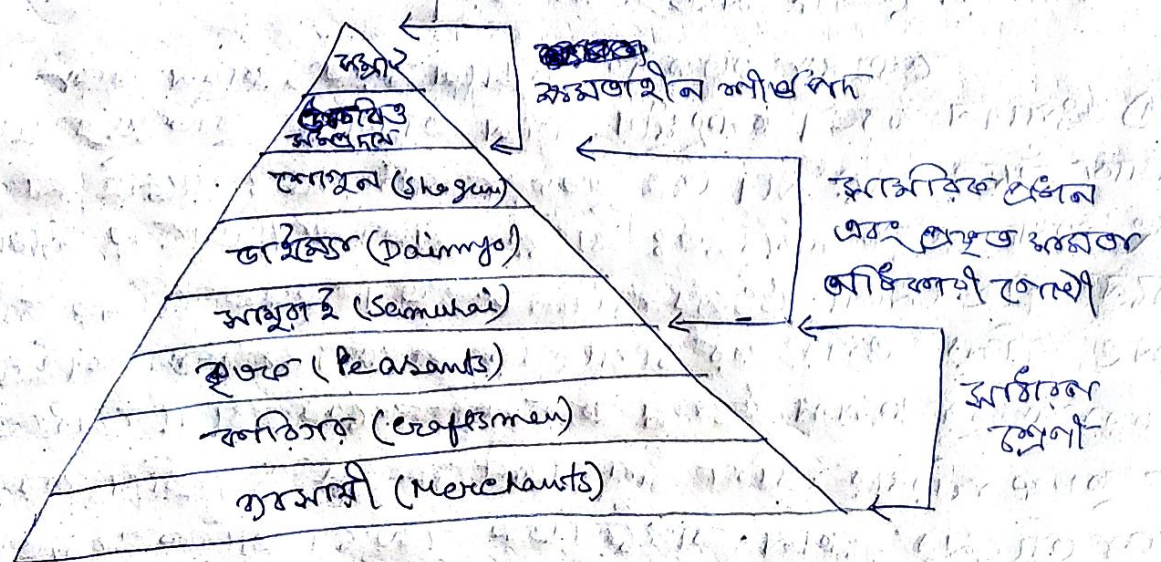 সম্রাট
সম্প্রদায়
শোগুন (Shogun)
ডাইম্যো (Daimyo)
সামুরাই (Samurai)
কৃষক (Peasants)
কারিগর (Craftsmen)
ব্যবসায়ী (Merchants)
ক্ষমতাহীন শীর্ষপদ
সামরিক প্রধান
এবং প্রকৃত ক্ষমতা
অধিকারী গোষ্ঠী
সাধারণ
শ্রেণী